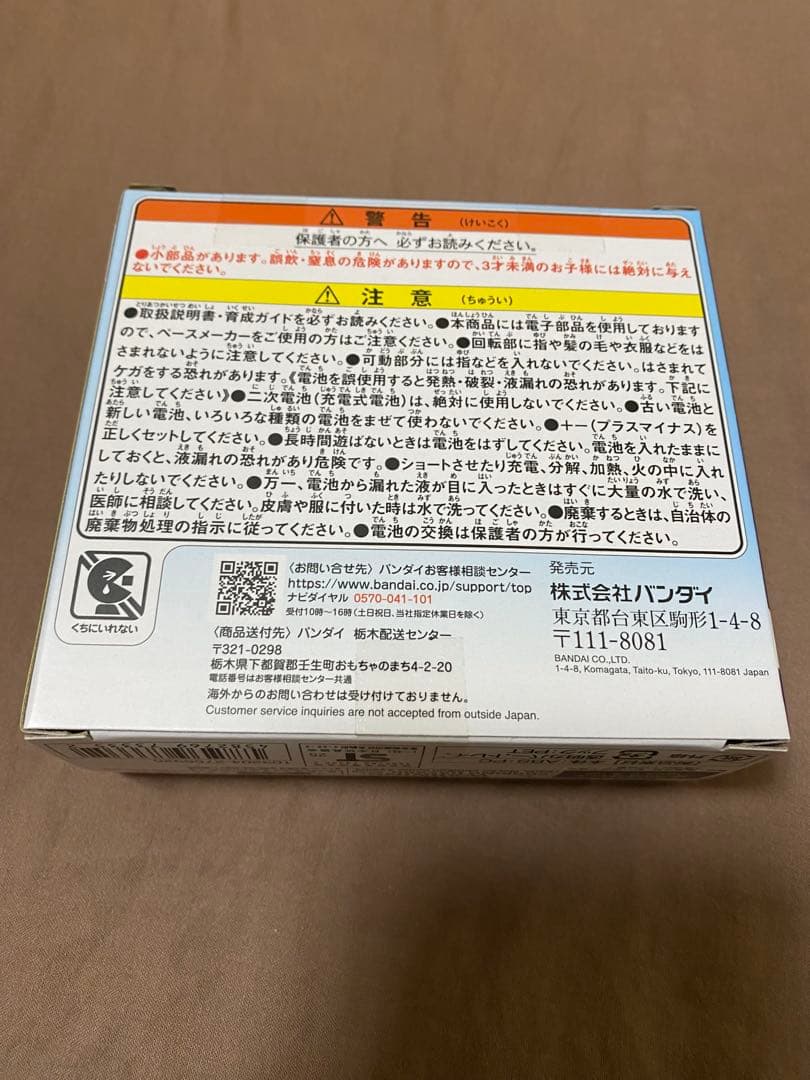 ⚠ 警告 (けいこく)
保護者の方へ 必ずお読みください。
●小部品があります。誤飲・窒息の危険がありますので、3才未満のお子様には絶対に与え
ないでください。
⚠ 注意 (ちゅうい)
●取扱説明書・育成ガイドを必ずお読みください。●本商品には電子部品を使用しております
ので、ペースメーカーをご使用の方はご注意ください。●回転部に指や髪の毛や衣服などをは
さまれないように注意してください。●可動部分には指などを入れないでください。はさまれて
ケガをする恐れがあります。《電池を誤使用すると発熱・破裂・液漏れの恐れがあります。下記に
注意してください》●二次電池(充電式電池)は、絶対に使用しないでください。●古い電池と
新しい電池、いろいろな種類の電池をまぜて使わないでください。●+−(プラスマイナス)を
正しくセットしてください。●長時間遊ばないときは電池をはずしてください。電池を入れたままに
しておくと、液漏れの恐れがあり危険です。●ショートさせたり充電、分解、加熱、火の中に入れ
たりしないでください。●万一、電池から漏れた液が目に入ったときはすぐに大量の水で洗い、
医師に相談してください。皮膚や服に付いた時は水で洗ってください。●廃棄するときは、自治体の
廃棄物処理の指示に従ってください。●電池の交換は保護者の方が行ってください。
くちにいれない
〈お問い合せ先〉バンダイお客様相談センター
https://www.bandai.co.jp/support/top
ナビダイヤル 0570-041-101
受付10時〜16時(土日祝日、当社指定休業日を除く)
〈商品送付先〉バンダイ 栃木配送センター
〒321-0298
栃木県下都賀郡壬生町おもちゃのまち4-2-20
電話番号はお客様相談センター共通
海外からのお問い合わせは受け付けておりません。
Customer service inquiries are not accepted from outside Japan.
発売元
株式会社バンダイ
東京都台東区駒形1-4-8
〒111-8081
BANDAI CO.,LTD.
1-4-8, Komagata, Taito-ku, Tokyo, 111-8081 Japan
ST